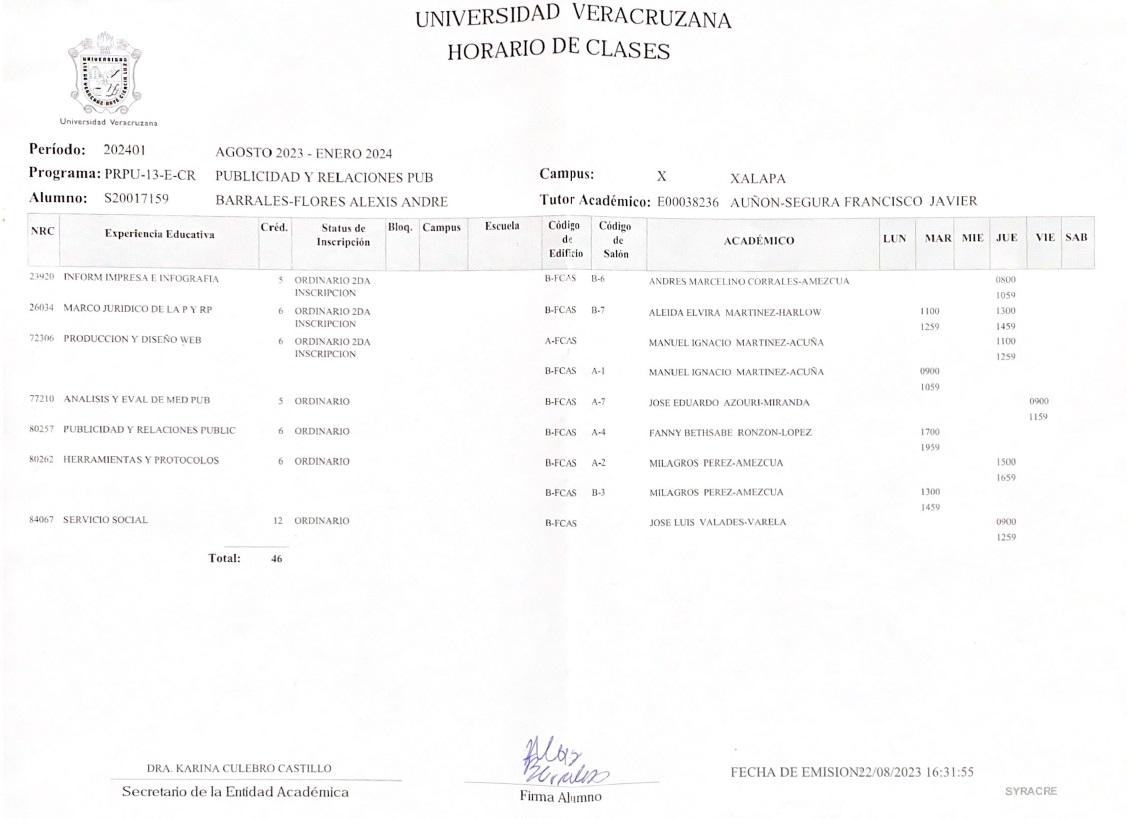 UNIVERSIDAD VERACRUZANA
HORARIO DE CLASES
Universidad Veracruzana
Período: 202401 AGOSTO 2023 - ENERO 2024
Programa: PRPU-13-E-CR PUBLICIDAD Y RELACIONES PUB Campus: X XALAPA
Alumno: S20017159 BARRALES-FLORES ALEXIS ANDRE Tutor Académico: E00038236 AUÑON-SEGURA FRANCISCO JAVIER
NRC Experiencia Educativa Créd. Status de Inscripción Bloq. Campus Escuela Código de Edificio Código de Salón ACADÉMICO LUN MAR MIE JUE VIE SAB
23920 INFORM IMPRESA E INFOGRAFIA 5 ORDINARIO 2DA B-FCAS B-6 ANDRES MARCELINO CORRALES-AMEZCUA 0800
INSCRIPCION 1059
26034 MARCO JURIDICO DE LA P Y RP 6 ORDINARIO 2DA B-FCAS B-7 ALEIDA ELVIRA MARTINEZ-HARLOW 1100 1300
INSCRIPCION 1259 1459
72306 PRODUCCION Y DISEÑO WEB 6 ORDINARIO 2DA A-FCAS MANUEL IGNACIO MARTINEZ-ACUÑA 1100
INSCRIPCION 1259
B-FCAS A-1 MANUEL IGNACIO MARTINEZ-ACUÑA 0900
1059
77210 ANALISIS Y EVAL DE MED PUB 5 ORDINARIO B-FCAS A-7 JOSE EDUARDO AZOURI-MIRANDA 0900
1159
80257 PUBLICIDAD Y RELACIONES PUBLIC 6 ORDINARIO B-FCAS A-4 FANNY BETHSABE RONZON-LOPEZ 1700
1959
80262 HERRAMIENTAS Y PROTOCOLOS 6 ORDINARIO B-FCAS A-2 MILAGROS PEREZ-AMEZCUA 1500
1659
B-FCAS B-3 MILAGROS PEREZ-AMEZCUA 1300
1459
84067 SERVICIO SOCIAL 12 ORDINARIO B-FCAS JOSE LUIS VALADES-VARELA 0900
1259
Total: 46
DRA. KARINA CULEBRO CASTILLO
Secretario de la Entidad Académica
Firma Alumno
FECHA DE EMISION22/08/2023 16:31:55
SYRACRE